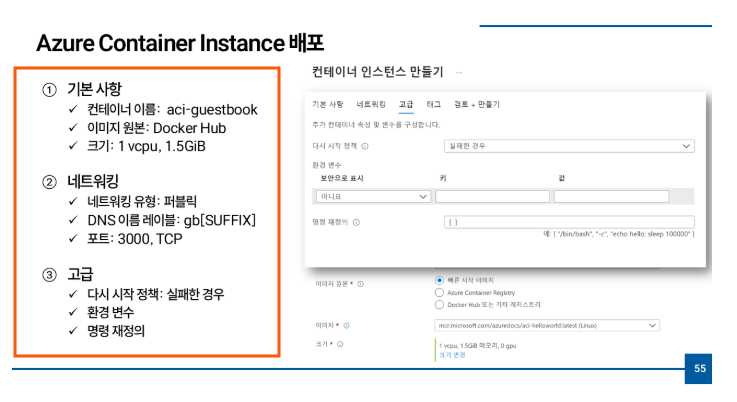 Azure Container Instance 배포
① 기본 사항
✓ 컨테이너 이름: aci-guestbook
✓ 이미지 원본: Docker Hub
✓ 크기: 1 vcpu, 1.5GiB
② 네트워킹
✓ 네트워킹 유형: 퍼블릭
✓ DNS 이름 레이블: gb[SUFFIX]
✓ 포트: 3000, TCP
③ 고급
✓ 다시 시작 정책: 실패한 경우
✓ 환경 변수
✓ 명령 재정의
컨테이너 인스턴스 만들기 ...
기본 사항 네트워킹 고급 태그 검토 + 만들기
추가 컨테이너 속성 및 변수를 구성합니다.
다시 시작 정책 실패한 경우
환경 변수
보안으로 표시 키 값
아니요
명령 재정의 [ ]
예: [ "/bin/bash", "-c", "echo hello; sleep 100000" ]
이미지 원본 * 빠른 시작 이미지
Azure Container Registry
Docker Hub 또는 기타 레지스트리
이미지 * mcr.microsoft.com/azuredocs/aci-helloworld:latest (Linux)
크기 * 1 vcpu, 1.5GiB 메모리, 0 gpu
크기 변경
55